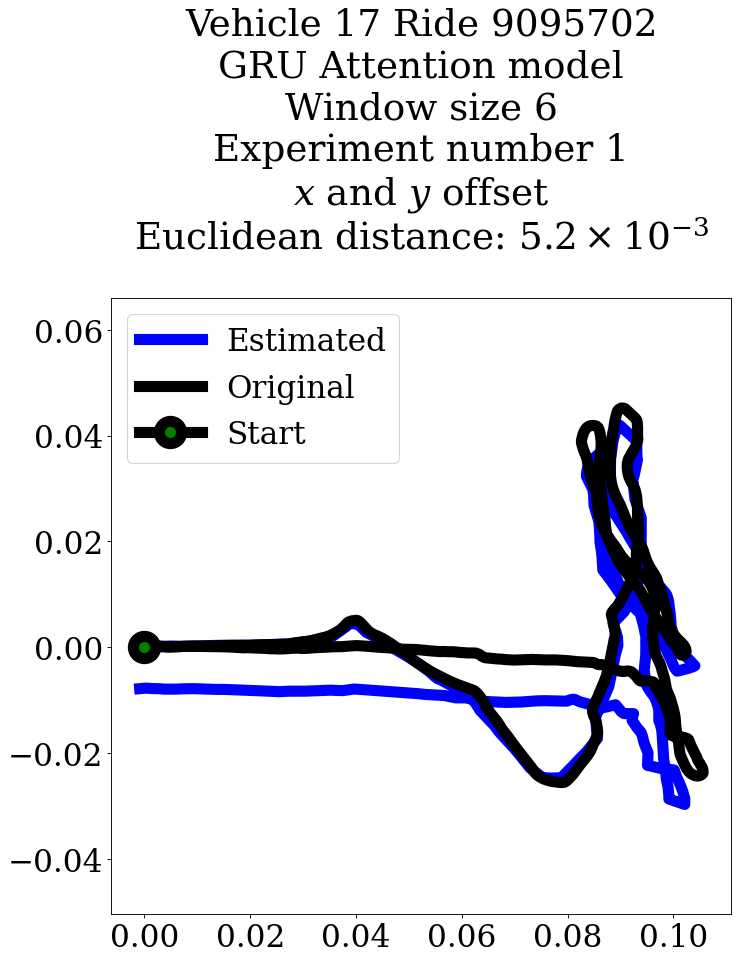 Vehicle 17 Ride 9095702
GRU Attention model
Window size 6
Experiment number 1
x and y offset
Euclidean distance: 5.2 × 10⁻³
Estimated
Original
Start
0.06
0.04
0.02
0.00
−0.02
−0.04
0.00 0.02 0.04 0.06 0.08 0.10